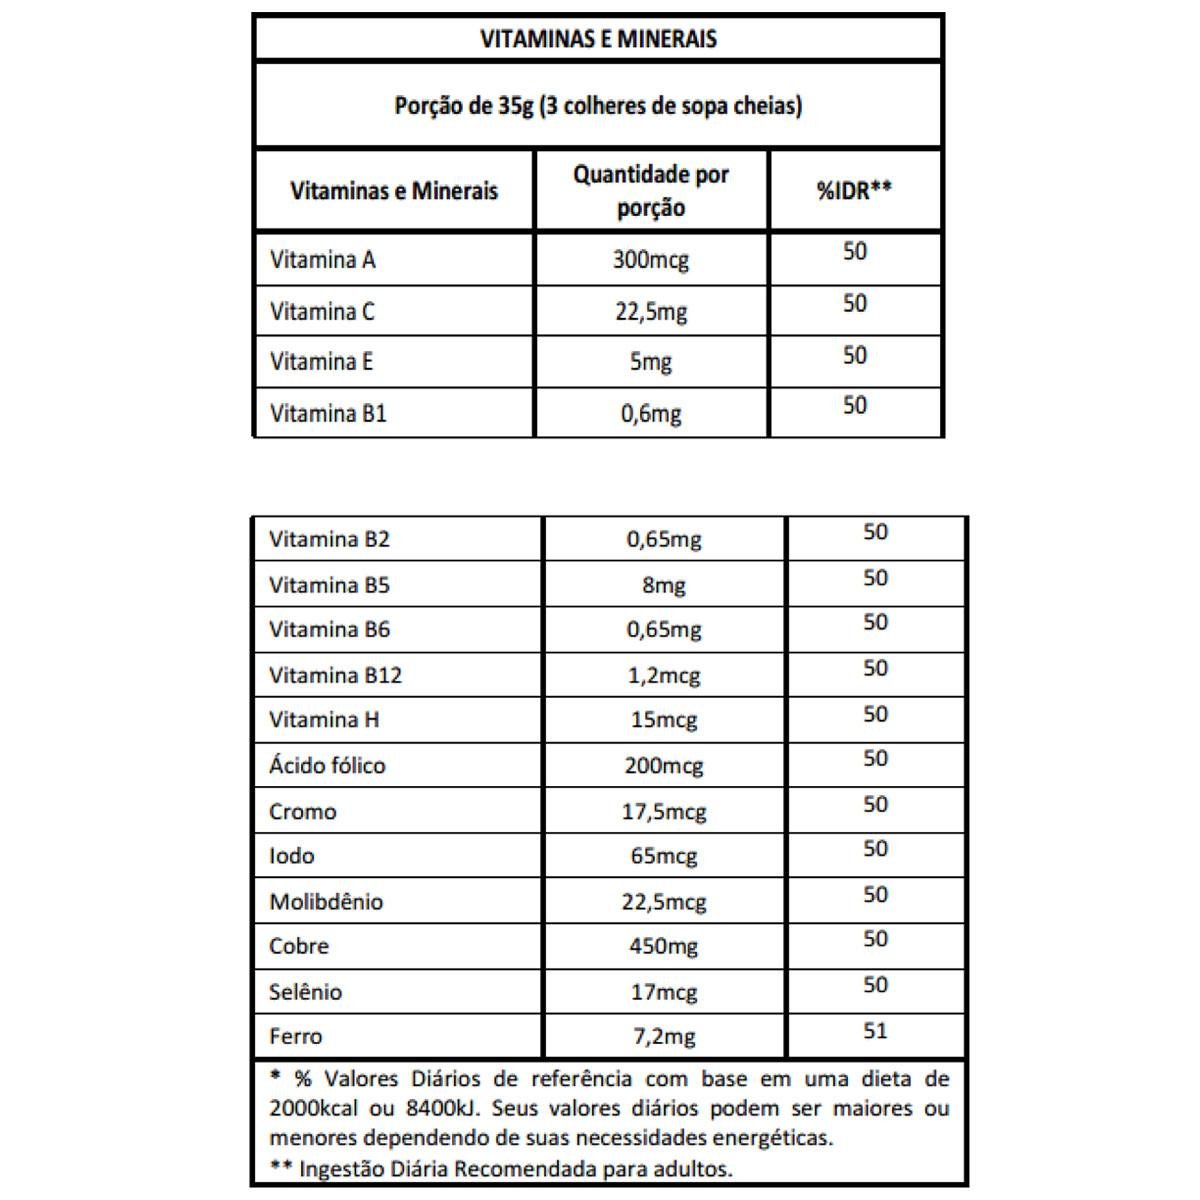 VITAMINAS E MINERAIS
Porção de 35g (3 colheres de sopa cheias)
Vitaminas e Minerais Quantidade por porção %IDR**
Vitamina A 300mcg 50
Vitamina C 22,5mg 50
Vitamina E 5mg 50
Vitamina B1 0,6mg 50
Vitamina B2 0,65mg 50
Vitamina B5 8mg 50
Vitamina B6 0,65mg 50
Vitamina B12 1,2mcg 50
Vitamina H 15mcg 50
Ácido fólico 200mcg 50
Cromo 17,5mcg 50
Iodo 65mcg 50
Molibdênio 22,5mcg 50
Cobre 450mg 50
Selênio 17mcg 50
Ferro 7,2mg 51
* % Valores Diários de referência com base em uma dieta de
2000kcal ou 8400kJ. Seus valores diários podem ser maiores ou
menores dependendo de suas necessidades energéticas.
** Ingestão Diária Recomendada para adultos.